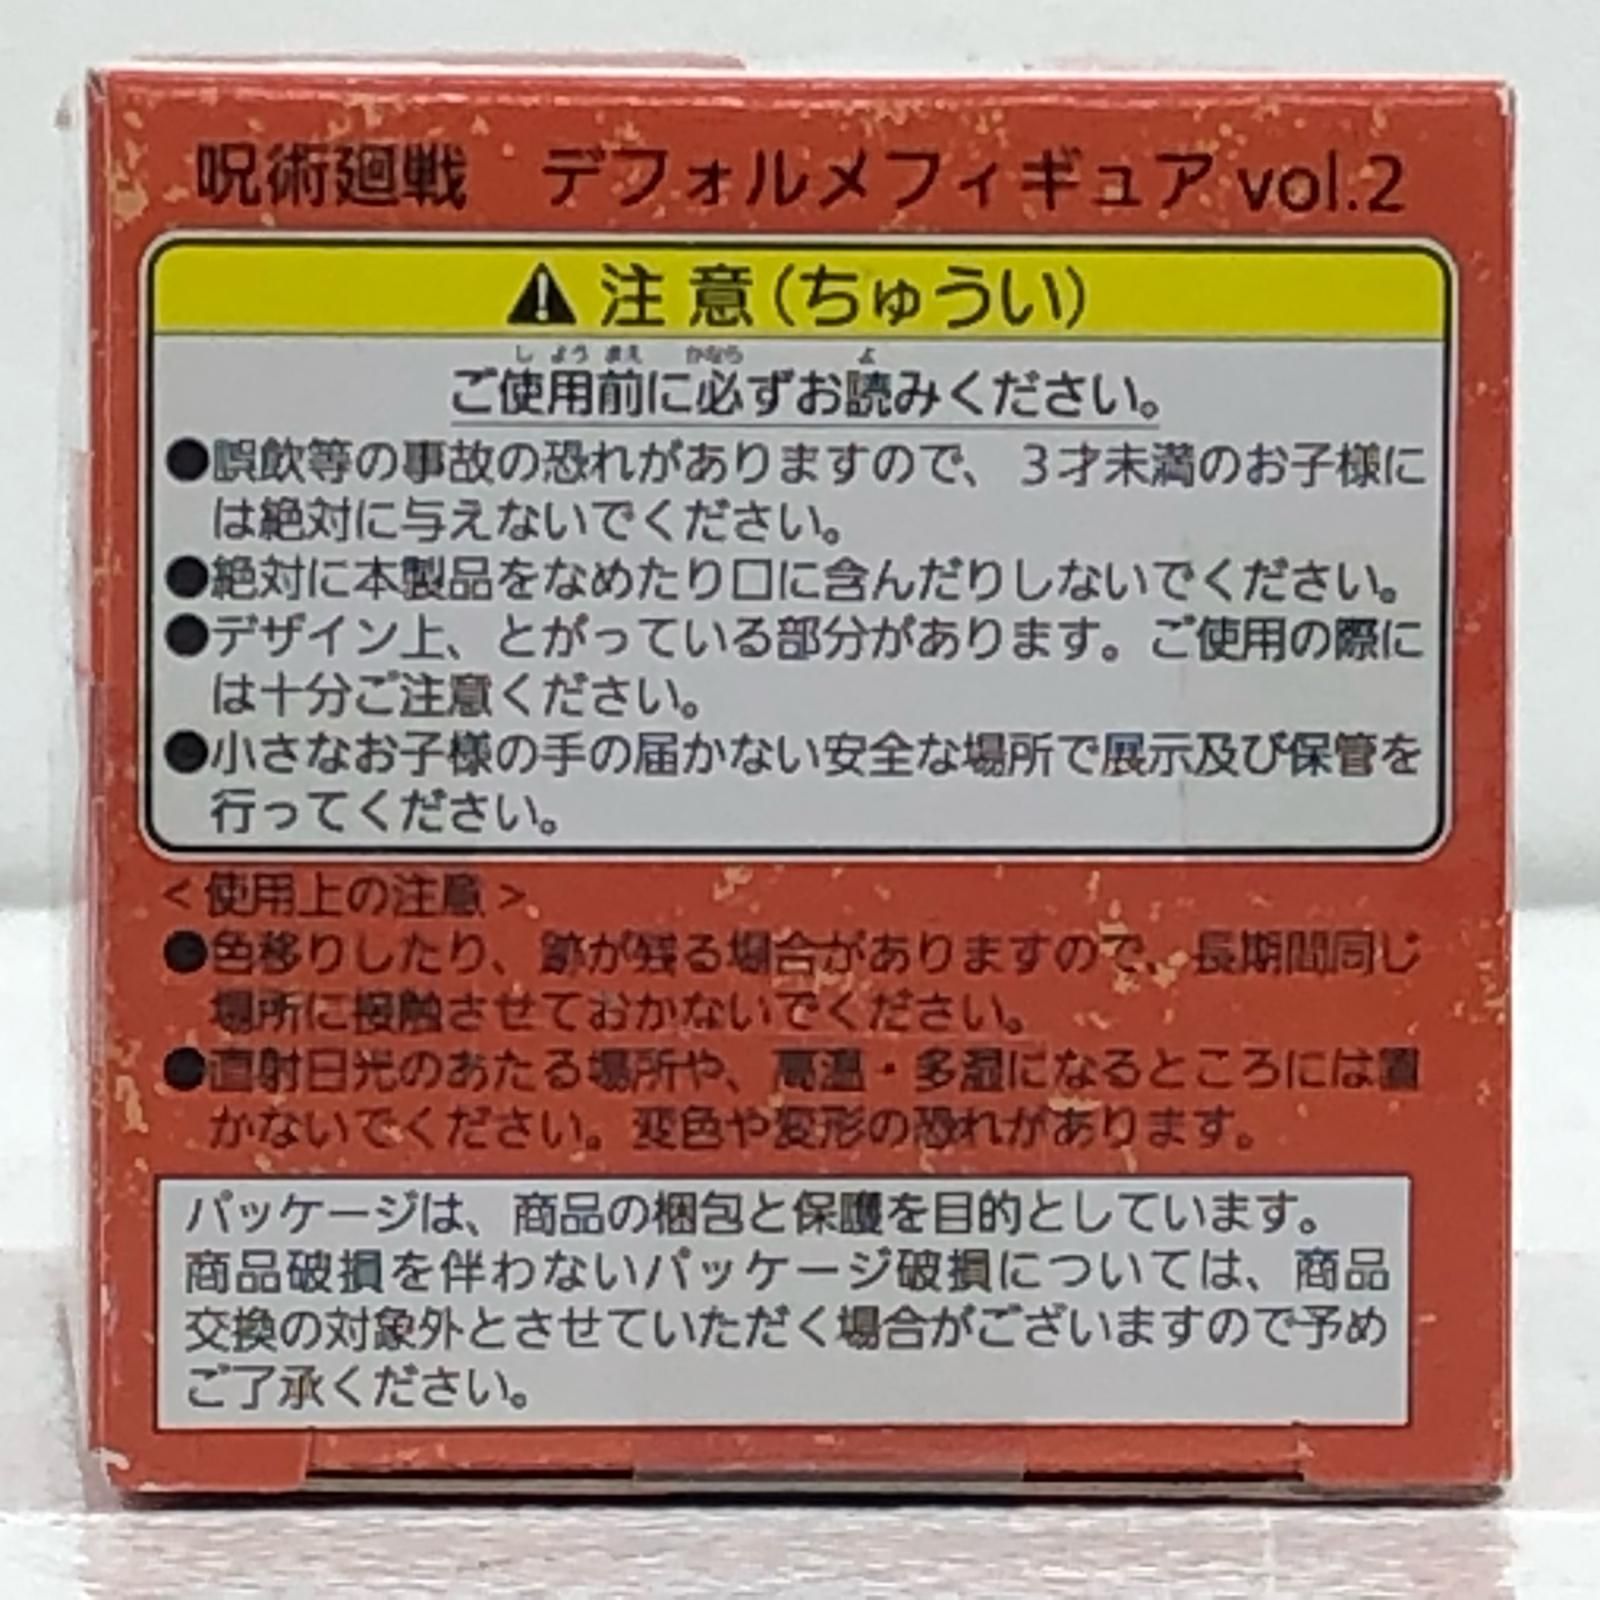 呪術廻戦　デフォルメフィギュア vol.2
注意(ちゅうい)
しよう まえ かなら よ
ご使用前に必ずお読みください。
●誤飲等の事故の恐れがありますので、3才未満のお子様に
は絶対に与えないでください。
●絶対に本製品をなめたり口に含んだりしないでください。
●デザイン上、とがっている部分があります。ご使用の際に
は十分ご注意ください。
●小さなお子様の手の届かない安全な場所で展示及び保管を
行ってください。
<使用上の注意>
●色移りしたり、跡が残る場合がありますので、長期間同じ
場所に接触させておかないでください。
●直射日光のあたる場所や、高温・多湿になるところには置
かないでください。変色や変形の恐れがあります。
パッケージは、商品の梱包と保護を目的としています。
商品破損を伴わないパッケージ破損については、商品
交換の対象外とさせていただく場合がございますので予め
ご了承ください。